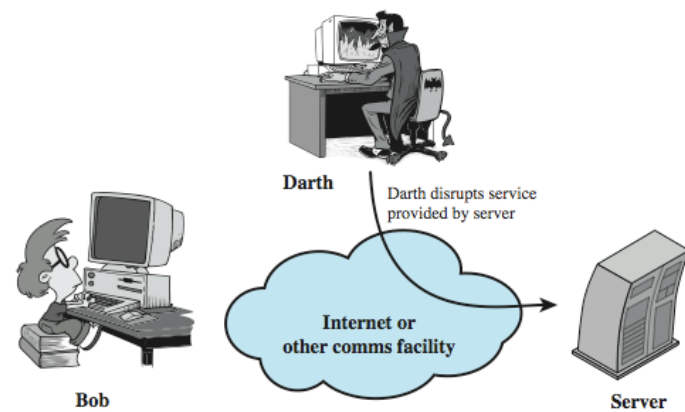 Darth
Darth disrupts service
provided by server
Internet or
other comms facility
Bob
Server